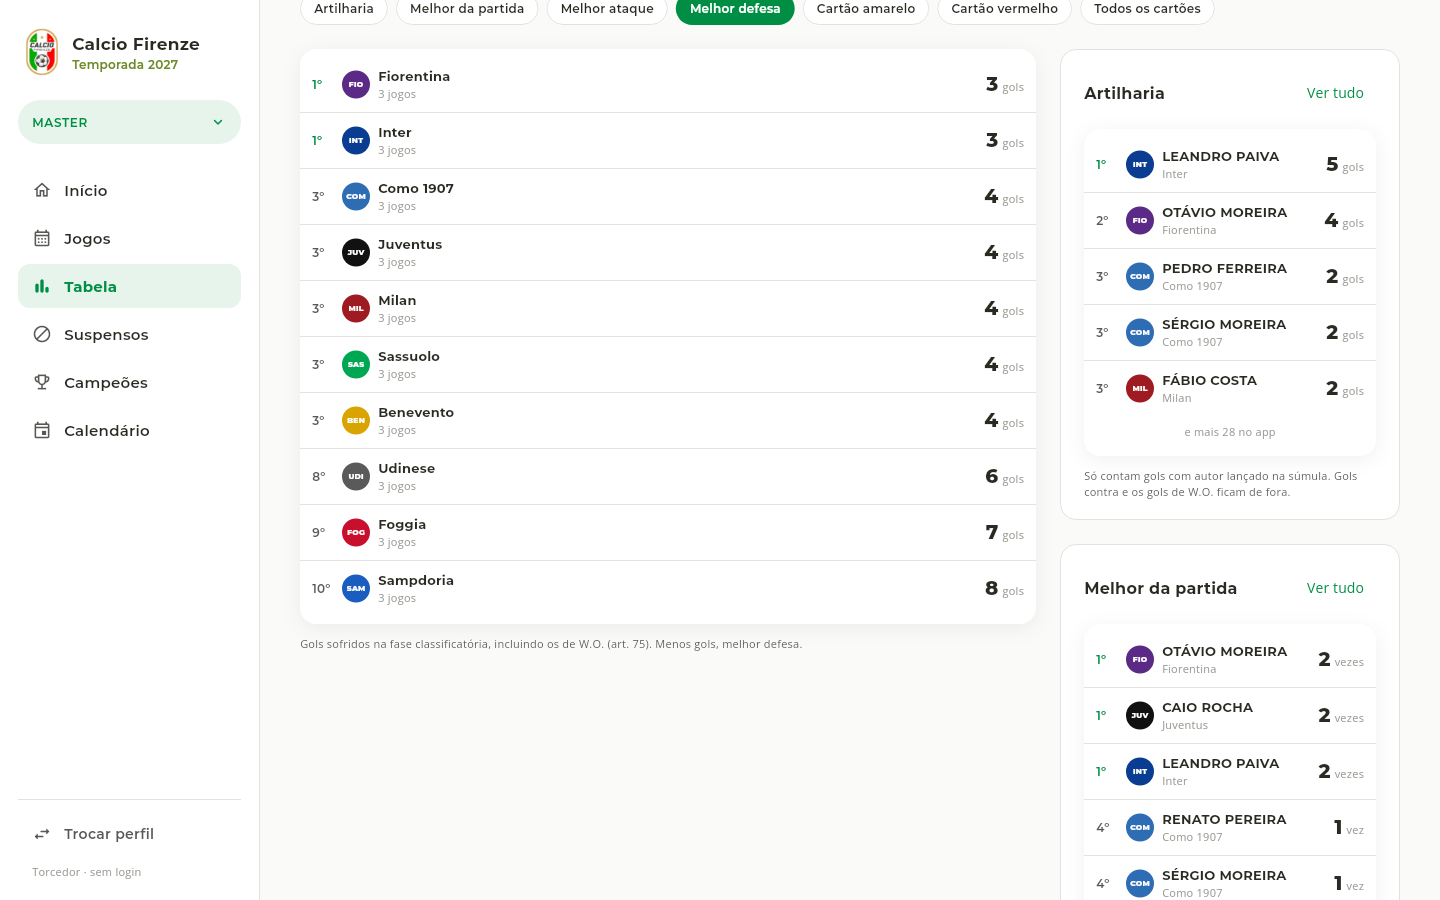 CALCIO
Calcio Firenze
Temporada 2027
MASTER
Início
Jogos
Tabela
Suspensos
Campeões
Calendário
Trocar perfil
Torcedor · sem login
Artilharia
Melhor da partida
Melhor ataque
Melhor defesa
Cartão amarelo
Cartão vermelho
Todos os cartões
1º FIO Fiorentina 3 gols
3 jogos
1º INT Inter 3 gols
3 jogos
3º COM Como 1907 4 gols
3 jogos
3º JUV Juventus 4 gols
3 jogos
3º MIL Milan 4 gols
3 jogos
3º SAS Sassuolo 4 gols
3 jogos
3º BEN Benevento 4 gols
3 jogos
8º UDI Udinese 6 gols
3 jogos
9º FOG Foggia 7 gols
3 jogos
10º SAM Sampdoria 8 gols
3 jogos
Gols sofridos na fase classificatória, incluindo os de W.O. (art. 75). Menos gols, melhor defesa.
Artilharia Ver tudo
1º INT LEANDRO PAIVA 5 gols
Inter
2º FIO OTÁVIO MOREIRA 4 gols
Fiorentina
3º COM PEDRO FERREIRA 2 gols
Como 1907
3º COM SÉRGIO MOREIRA 2 gols
Como 1907
3º MIL FÁBIO COSTA 2 gols
Milan
e mais 28 no app
Só contam gols com autor lançado na súmula. Gols
contra e os gols de W.O. ficam de fora.
Melhor da partida Ver tudo
1º FIO OTÁVIO MOREIRA 2 vezes
Fiorentina
1º JUV CAIO ROCHA 2 vezes
Juventus
1º INT LEANDRO PAIVA 2 vezes
Inter
4º COM RENATO PEREIRA 1 vez
Como 1907
4º COM SÉRGIO MOREIRA 1 vez
Como 1907